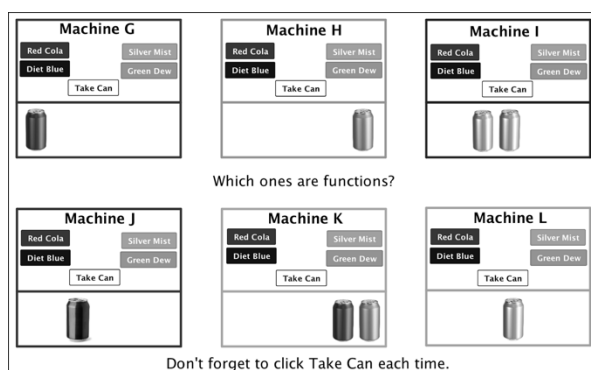 Machine G Machine H Machine I
Red Cola Silver Mist Red Cola Silver Mist Red Cola Silver Mist
Diet Blue Green Dew Diet Blue Green Dew Diet Blue Green Dew
Take Can Take Can Take Can
Which ones are functions?
Machine J Machine K Machine L
Red Cola Silver Mist Red Cola Silver Mist Red Cola Silver Mist
Diet Blue Green Dew Diet Blue Green Dew Diet Blue Green Dew
Take Can Take Can Take Can
Don't forget to click Take Can each time.